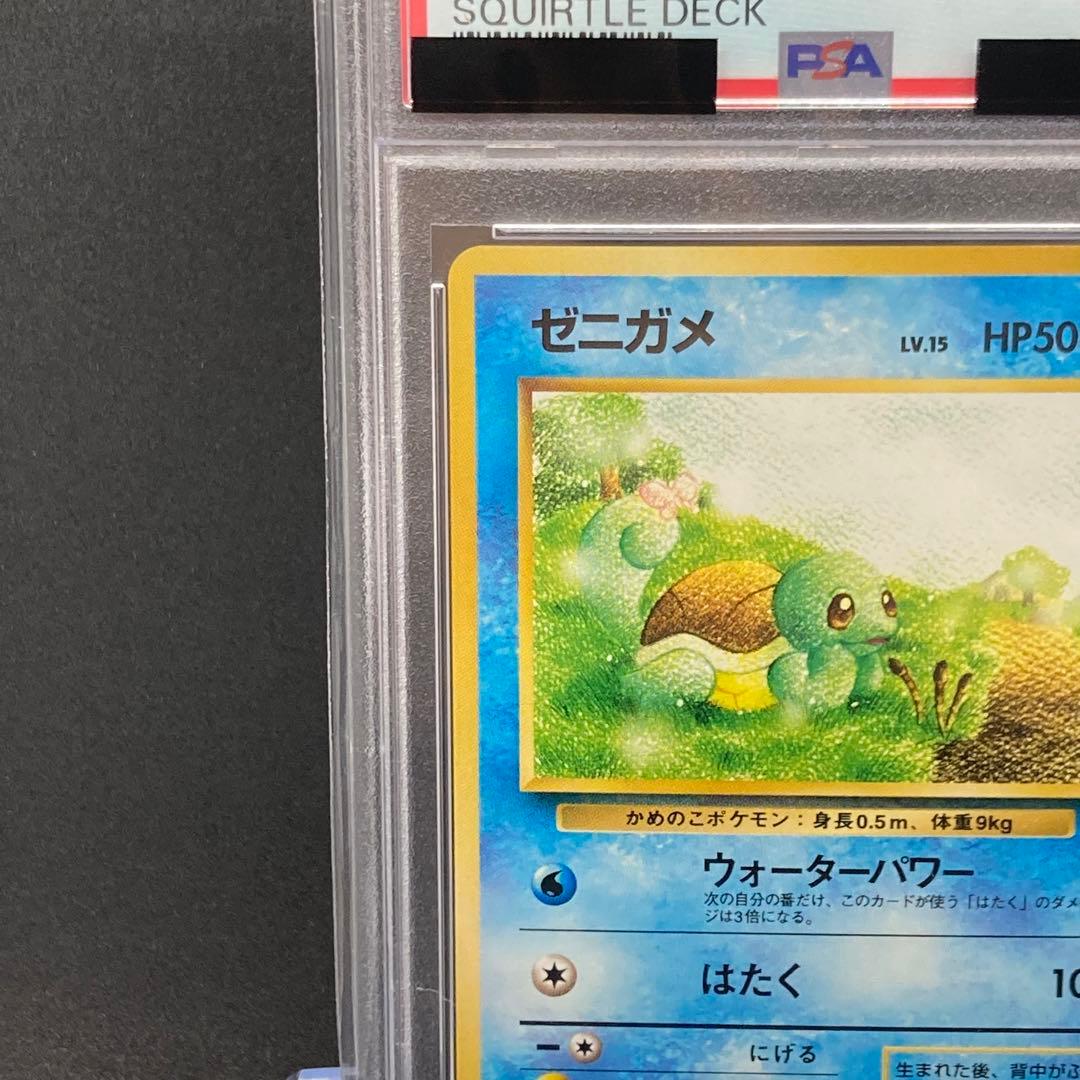 SQUIRTLE DECK
PSA
ゼニガメ LV.15 HP50
かめのこポケモン：身長0.5m、体重9kg
ウォーターパワー
次の自分の番だけ、このカードが使う「はたく」のダメ
ジは3倍になる。
はたく 10
にげる
生まれた後、背中がふ